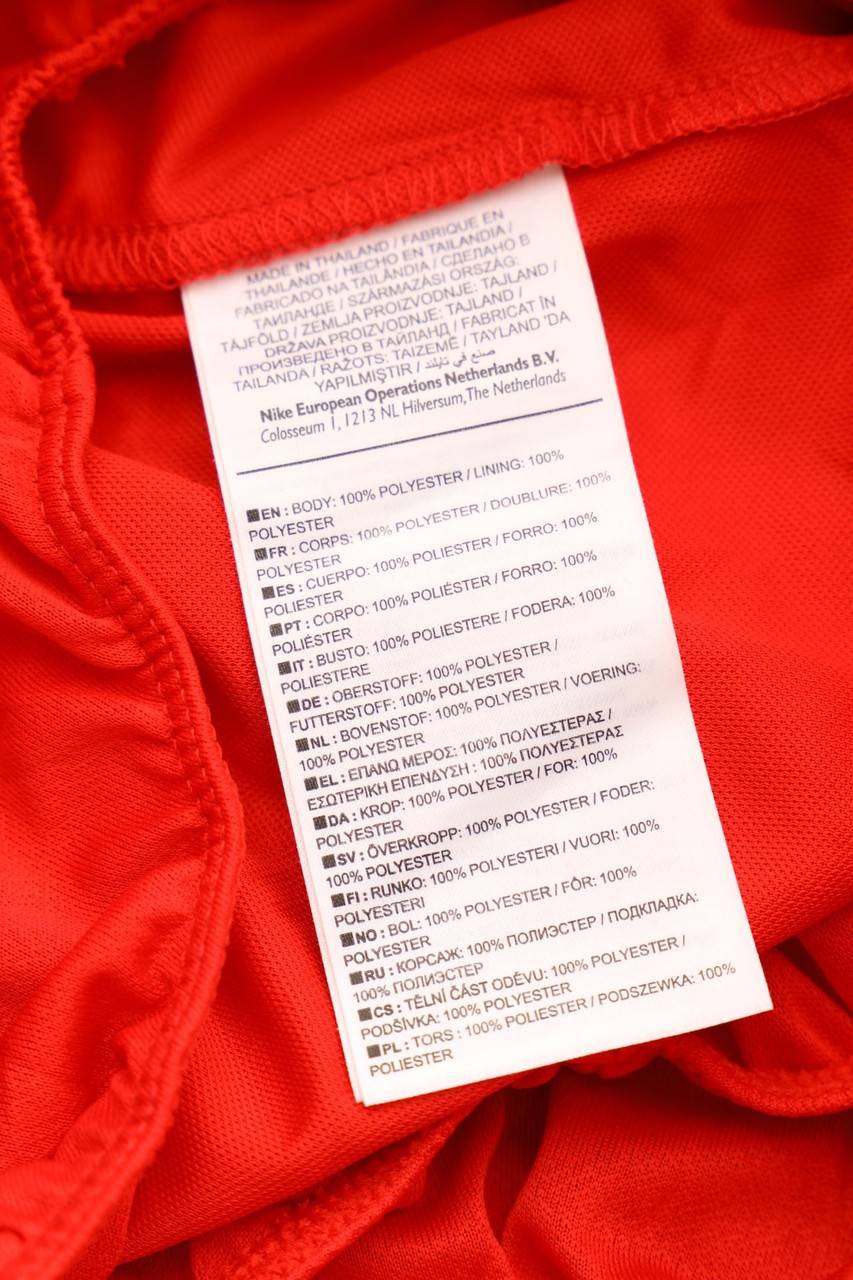 MADE IN THAILAND / FABRIQUE EN
THAILANDE / HECHO EN TAILANDIA /
FABRICADO NA TAILÂNDIA / СДЕЛАНО В
ТАИЛАНДЕ / SZÁRMAZÁSI ORSZÁG:
TÁJFÖLD / ZEMLJA PROIZVODNJE: TAJLAND /
DRŽAVA PROIZVODNJE: TAJLAND /
ПРОИЗВЕДЕНО В ТАЙЛАНД / FABRICAT ÎN
TAILANDA / RAŽOTS: TAIZEMĒ / TAYLAND 'DA
YAPILMIŞTIR / صنع في تايلند
Nike European Operations Netherlands B.V.
Colosseum 1, 1213 NL Hilversum, The Netherlands
EN : BODY: 100% POLYESTER / LINING: 100%
POLYESTER
FR : CORPS: 100% POLYESTER / DOUBLURE: 100%
POLYESTER
ES : CUERPO: 100% POLIESTER / FORRO: 100%
POLIESTER
PT : CORPO: 100% POLIÉSTER / FORRO: 100%
POLIÉSTER
IT : BUSTO: 100% POLIESTERE / FODERA: 100%
POLIESTERE
DE : OBERSTOFF: 100% POLYESTER /
FUTTERSTOFF: 100% POLYESTER
NL : BOVENSTOF: 100% POLYESTER / VOERING:
100% POLYESTER
EL : ΕΠΑΝΩ ΜΕΡΟΣ: 100% ΠΟΛΥΕΣΤΕΡΑΣ /
ΕΣΩΤΕΡΙΚΗ ΕΠΕΝΔΥΣΗ : 100% ΠΟΛΥΕΣΤΕΡΑΣ
DA : KROP: 100% POLYESTER / FOR: 100%
POLYESTER
SV : ÖVERKROPP: 100% POLYESTER / FODER:
100% POLYESTER
FI : RUNKO: 100% POLYESTERI / VUORI: 100%
POLYESTERI
NO : BOL: 100% POLYESTER / FÔR: 100%
POLYESTER
RU : КОРСАЖ: 100% ПОЛИЭСТЕР / ПОДКЛАДКА:
100% ПОЛИЭСТЕР
CS : TĚLNÍ ČÁST ODĚVU: 100% POLYESTER /
PODŠÍVKA: 100% POLYESTER
PL : TORS : 100% POLIESTER / PODSZEWKA: 100%
POLIESTER